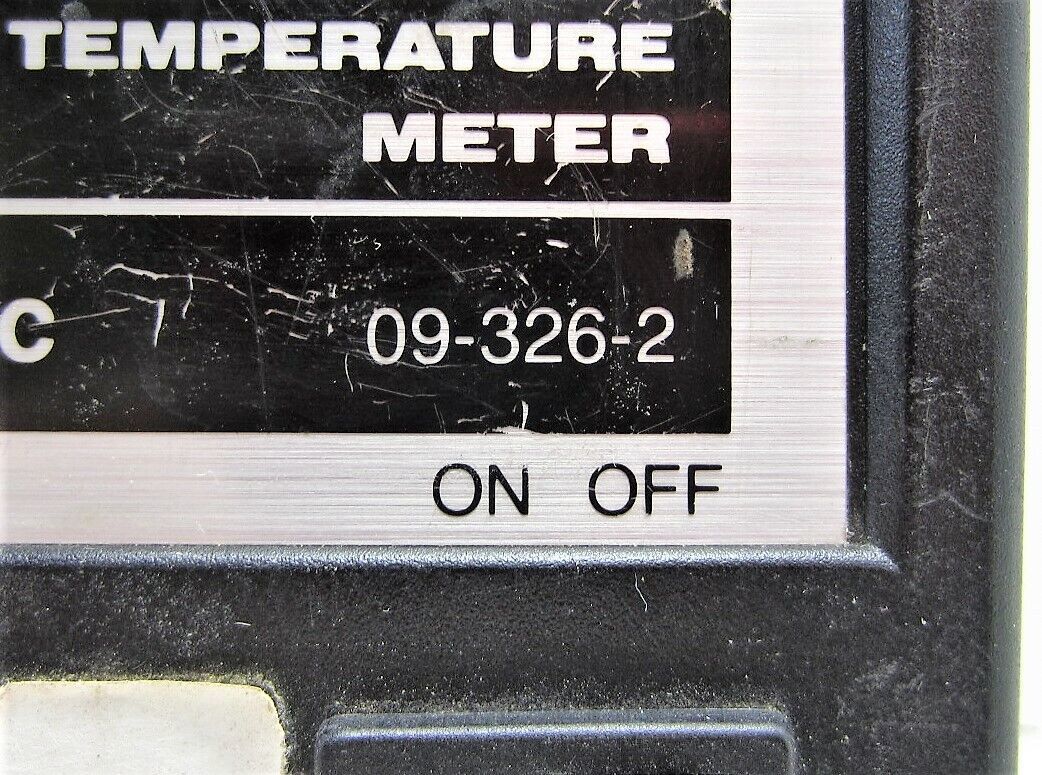 TEMPERATURE
METER
C 09-326-2
ON OFF